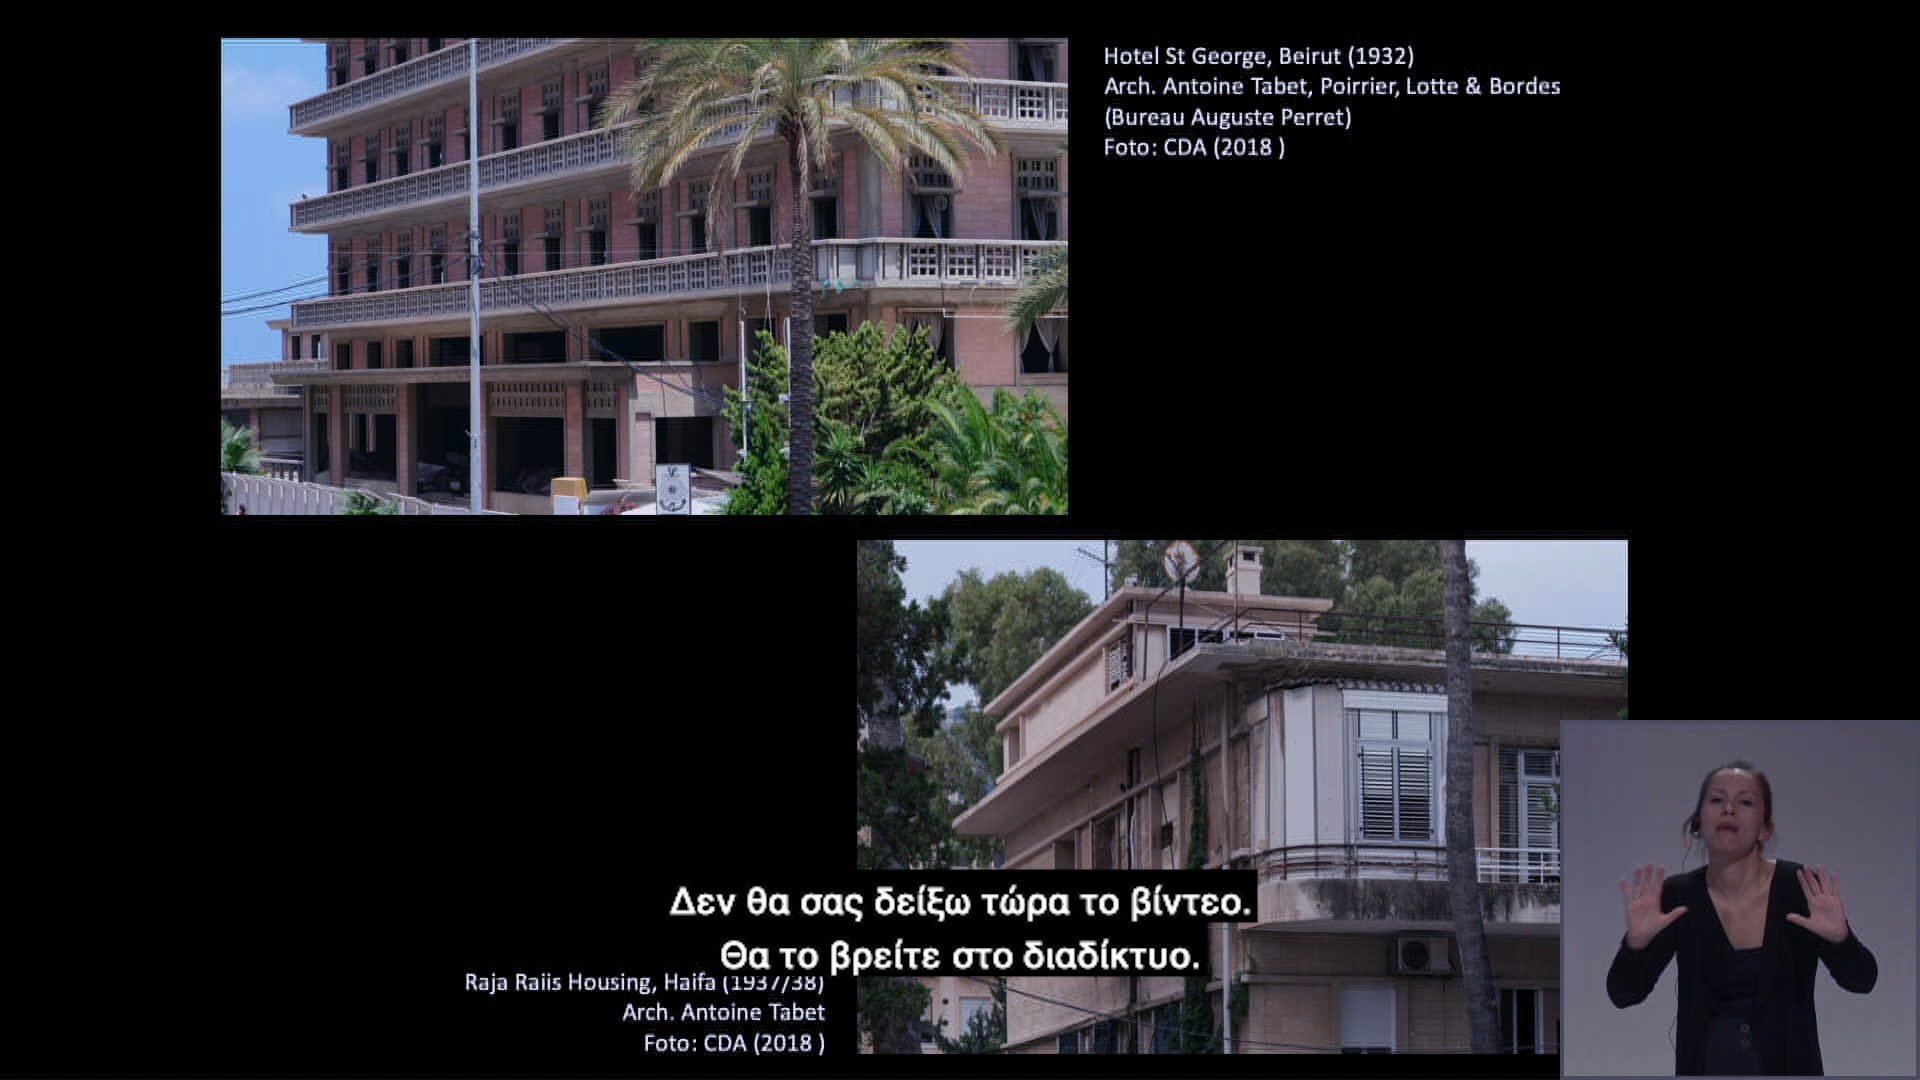 Hotel St George, Beirut (1932)
Arch. Antoine Tabet, Poirrier, Lotte & Bordes
(Bureau Auguste Perret)
Foto: CDA (2018 )
Δεν θα σας δείξω τώρα το βίντεο.
Θα το βρείτε στο διαδίκτυο.
Raja Raiis Housing, Haifa (1937/38)
Arch. Antoine Tabet
Foto: CDA (2018 )